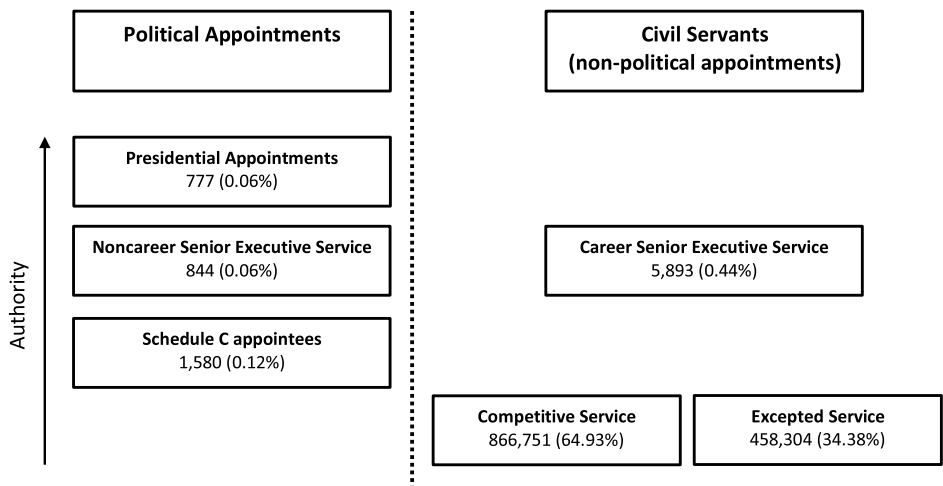 Political Appointments
Civil Servants
(non-political appointments)
Authority
Presidential Appointments
777 (0.06%)
Noncareer Senior Executive Service
844 (0.06%)
Career Senior Executive Service
5,893 (0.44%)
Schedule C appointees
1,580 (0.12%)
Competitive Service
866,751 (64.93%)
Excepted Service
458,304 (34.38%)